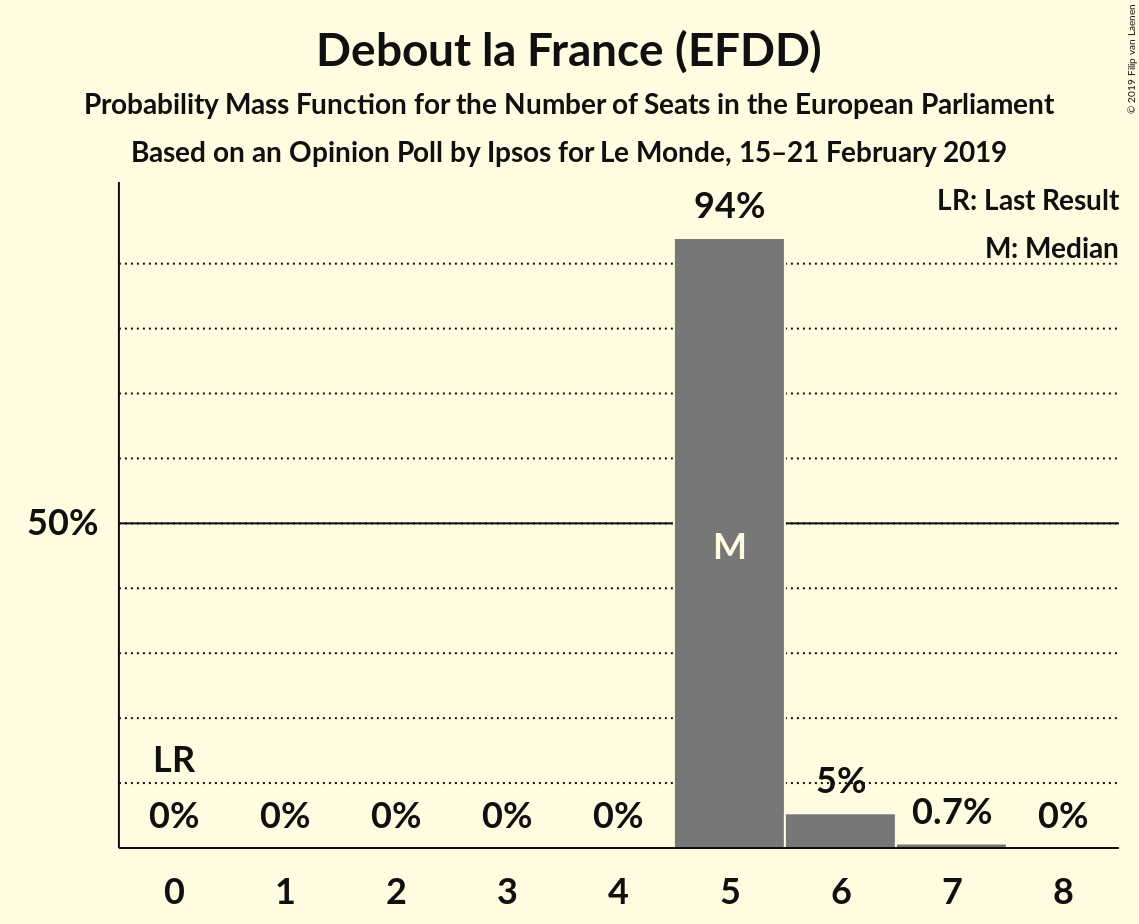 Debout la France (EFDD)
Probability Mass Function for the Number of Seats in the European Parliament
Based on an Opinion Poll by Ipsos for Le Monde, 15–21 February 2019
© 2019 Filip van Laenen
LR: Last Result
M: Median
94%
50%
M
LR
0%
0%
0%
0%
0%
5%
0.7%
0%
0
1
2
3
4
5
6
7
8